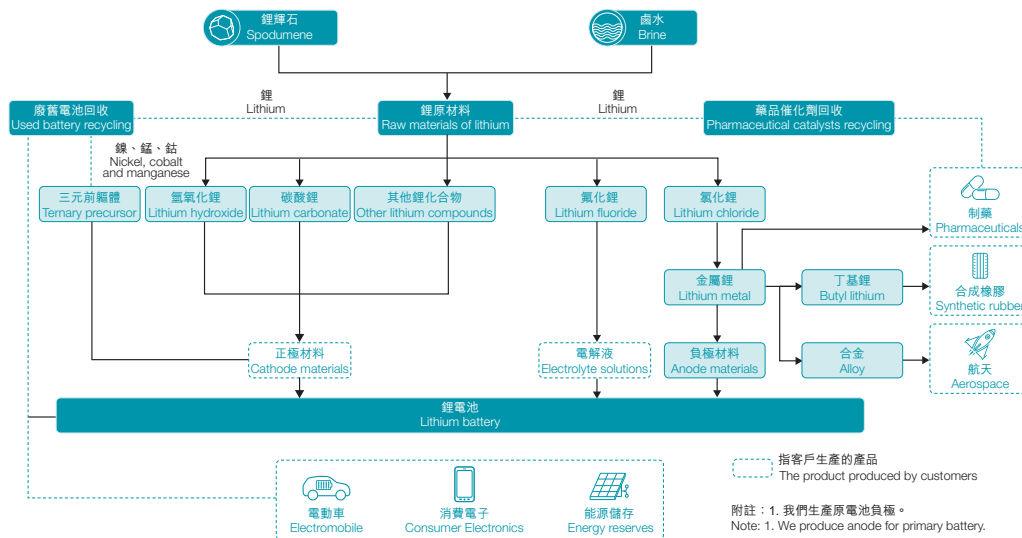 鋰輝石
Spodumene
鹵水
Brine
廢舊電池回收
Used battery recycling
鋰
Lithium
鋰原材料
Raw materials of lithium
鋰
Lithium
藥品催化劑回收
Pharmaceutical catalysts recycling
鎳、錳、鈷
Nickel, cobalt
and manganese
三元前軀體
Ternary precursor
氫氧化鋰
Lithium hydroxide
碳酸鋰
Lithium carbonate
其他鋰化合物
Other lithium compounds
氟化鋰
Lithium fluoride
氯化鋰
Lithium chloride
制藥
Pharmaceuticals
金屬鋰
Lithium metal
丁基鋰
Butyl lithium
合成橡膠
Synthetic rubber
正極材料
Cathode materials
電解液
Electrolyte solutions
負極材料
Anode materials
合金
Alloy
航天
Aerospace
鋰電池
Lithium battery
電動車
Electromobile
消費電子
Consumer Electronics
能源儲存
Energy reserves
指客戶生產的產品
The product produced by customers
附註：1. 我們生產原電池負極。
Note: 1. We produce anode for primary battery.